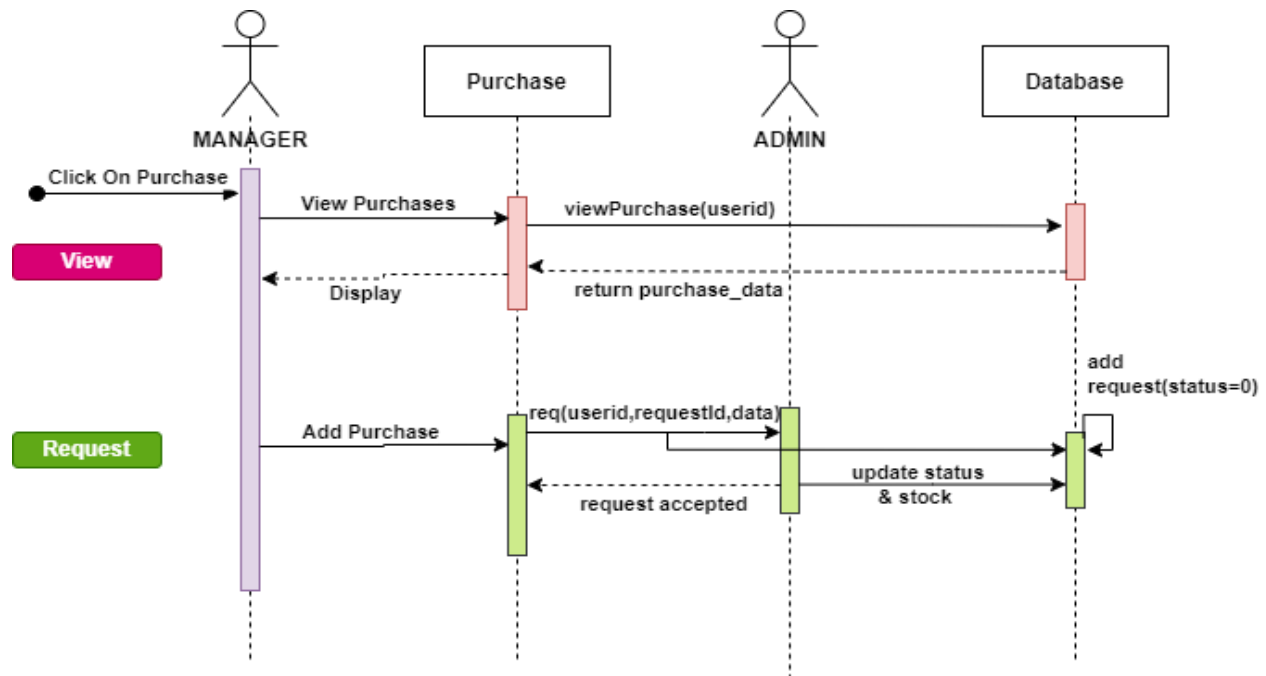 Purchase
Database
MANAGER
ADMIN
Click On Purchase
View Purchases
viewPurchase(userid)
View
Display
return purchase_data
add
request(status=0)
req(userid,requestId,data)
Add Purchase
Request
update status
& stock
request accepted